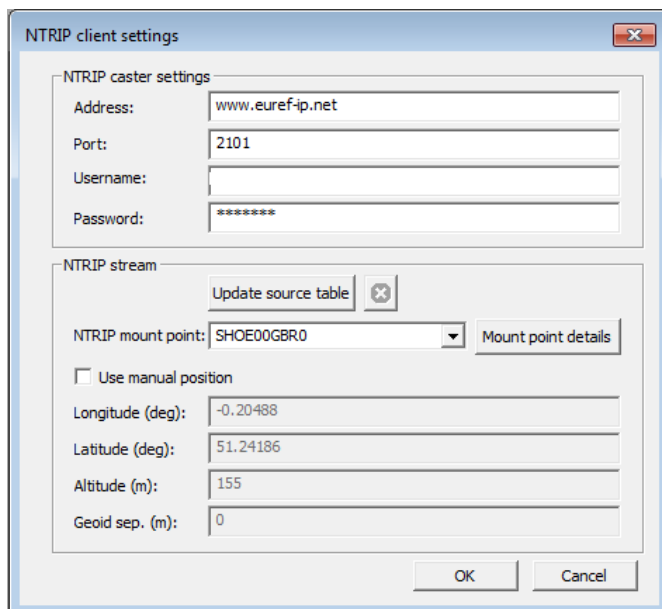 NTRIP client settings
NTRIP caster settings
Address: www.euref-ip.net
Port: 2101
Username:
Password: *******
NTRIP stream
Update source table
NTRIP mount point: SHOE00GBR0 Mount point details
Use manual position
Longitude (deg): -0.20488
Latitude (deg): 51.24186
Altitude (m): 155
Geoid sep. (m): 0
OK Cancel